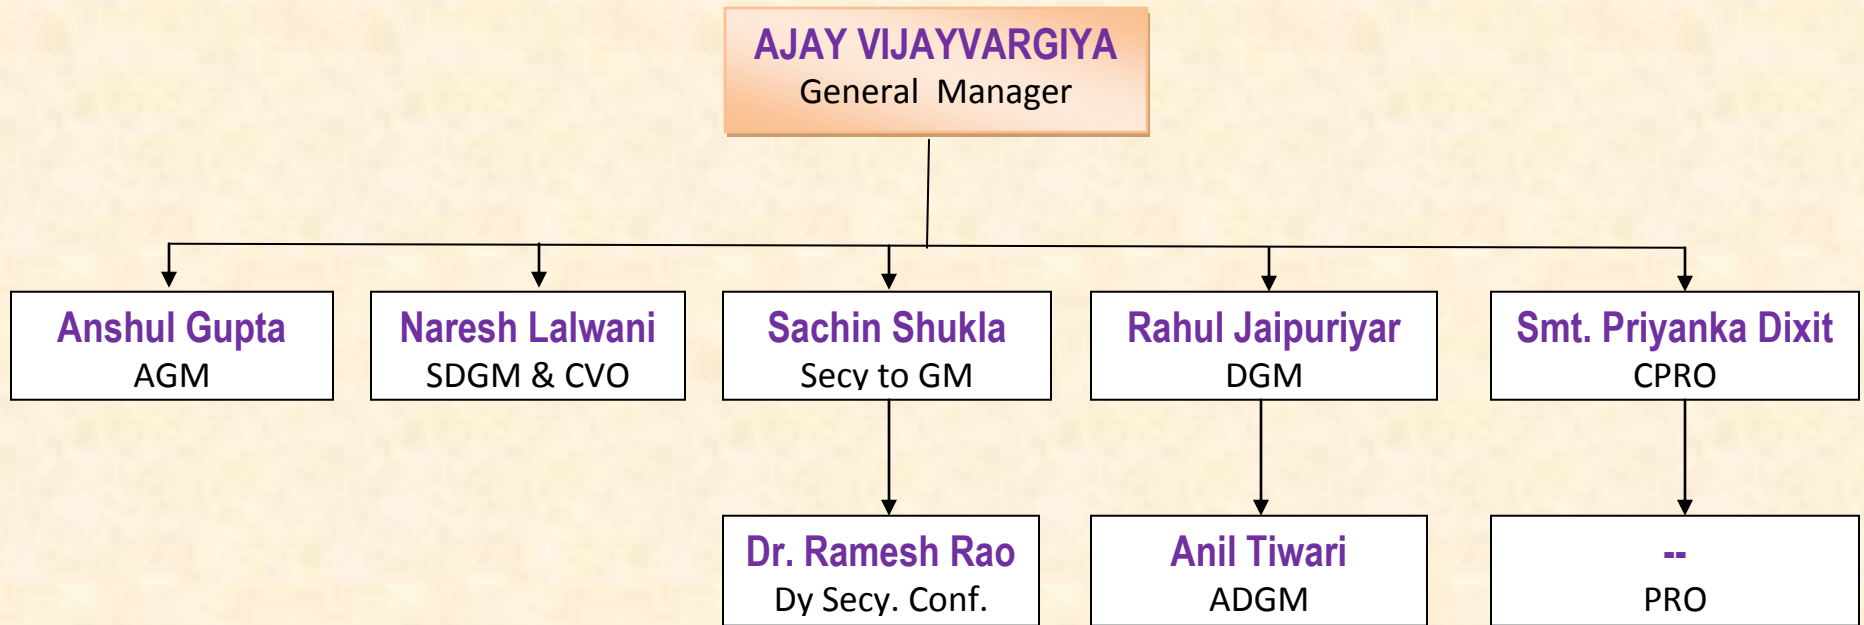 AJAY VIJAYVARGIYA
General Manager
Anshul Gupta
AGM
Naresh Lalwani
SDGM & CVO
Sachin Shukla
Secy to GM
Rahul Jaipuriyar
DGM
Smt. Priyanka Dixit
CPRO
Dr. Ramesh Rao
Dy Secy. Conf.
Anil Tiwari
ADGM
--
PRO